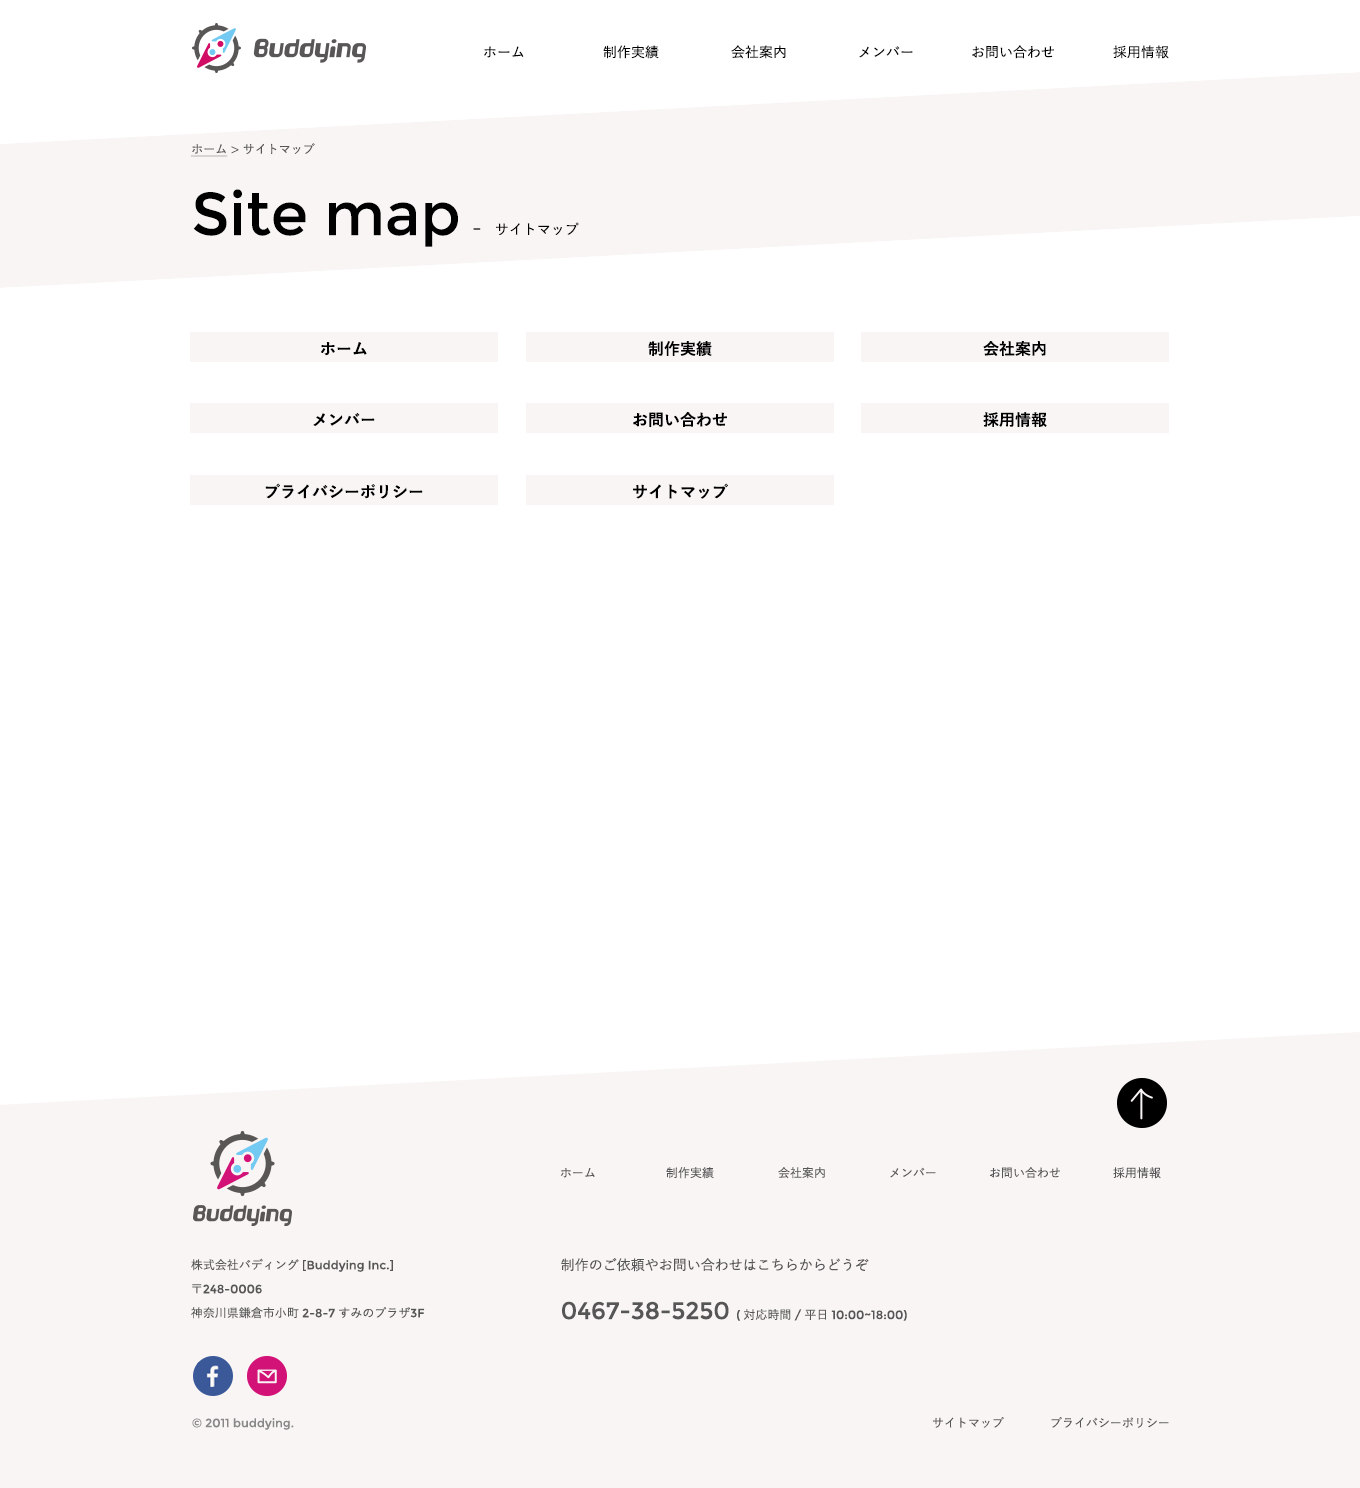 Buddying
ホーム 制作実績 会社案内 メンバー お問い合わせ 採用情報
ホーム > サイトマップ
Site map － サイトマップ
ホーム 制作実績 会社案内
メンバー お問い合わせ 採用情報
プライバシーポリシー サイトマップ
Buddying
ホーム 制作実績 会社案内 メンバー お問い合わせ 採用情報
株式会社バディング [Buddying Inc.]
〒248-0006
神奈川県鎌倉市小町 2-8-7 すみのプラザ3F
制作のご依頼やお問い合わせはこちらからどうぞ
0467-38-5250 ( 対応時間 / 平日 10:00~18:00)
© 2011 buddying.
サイトマップ プライバシーポリシー